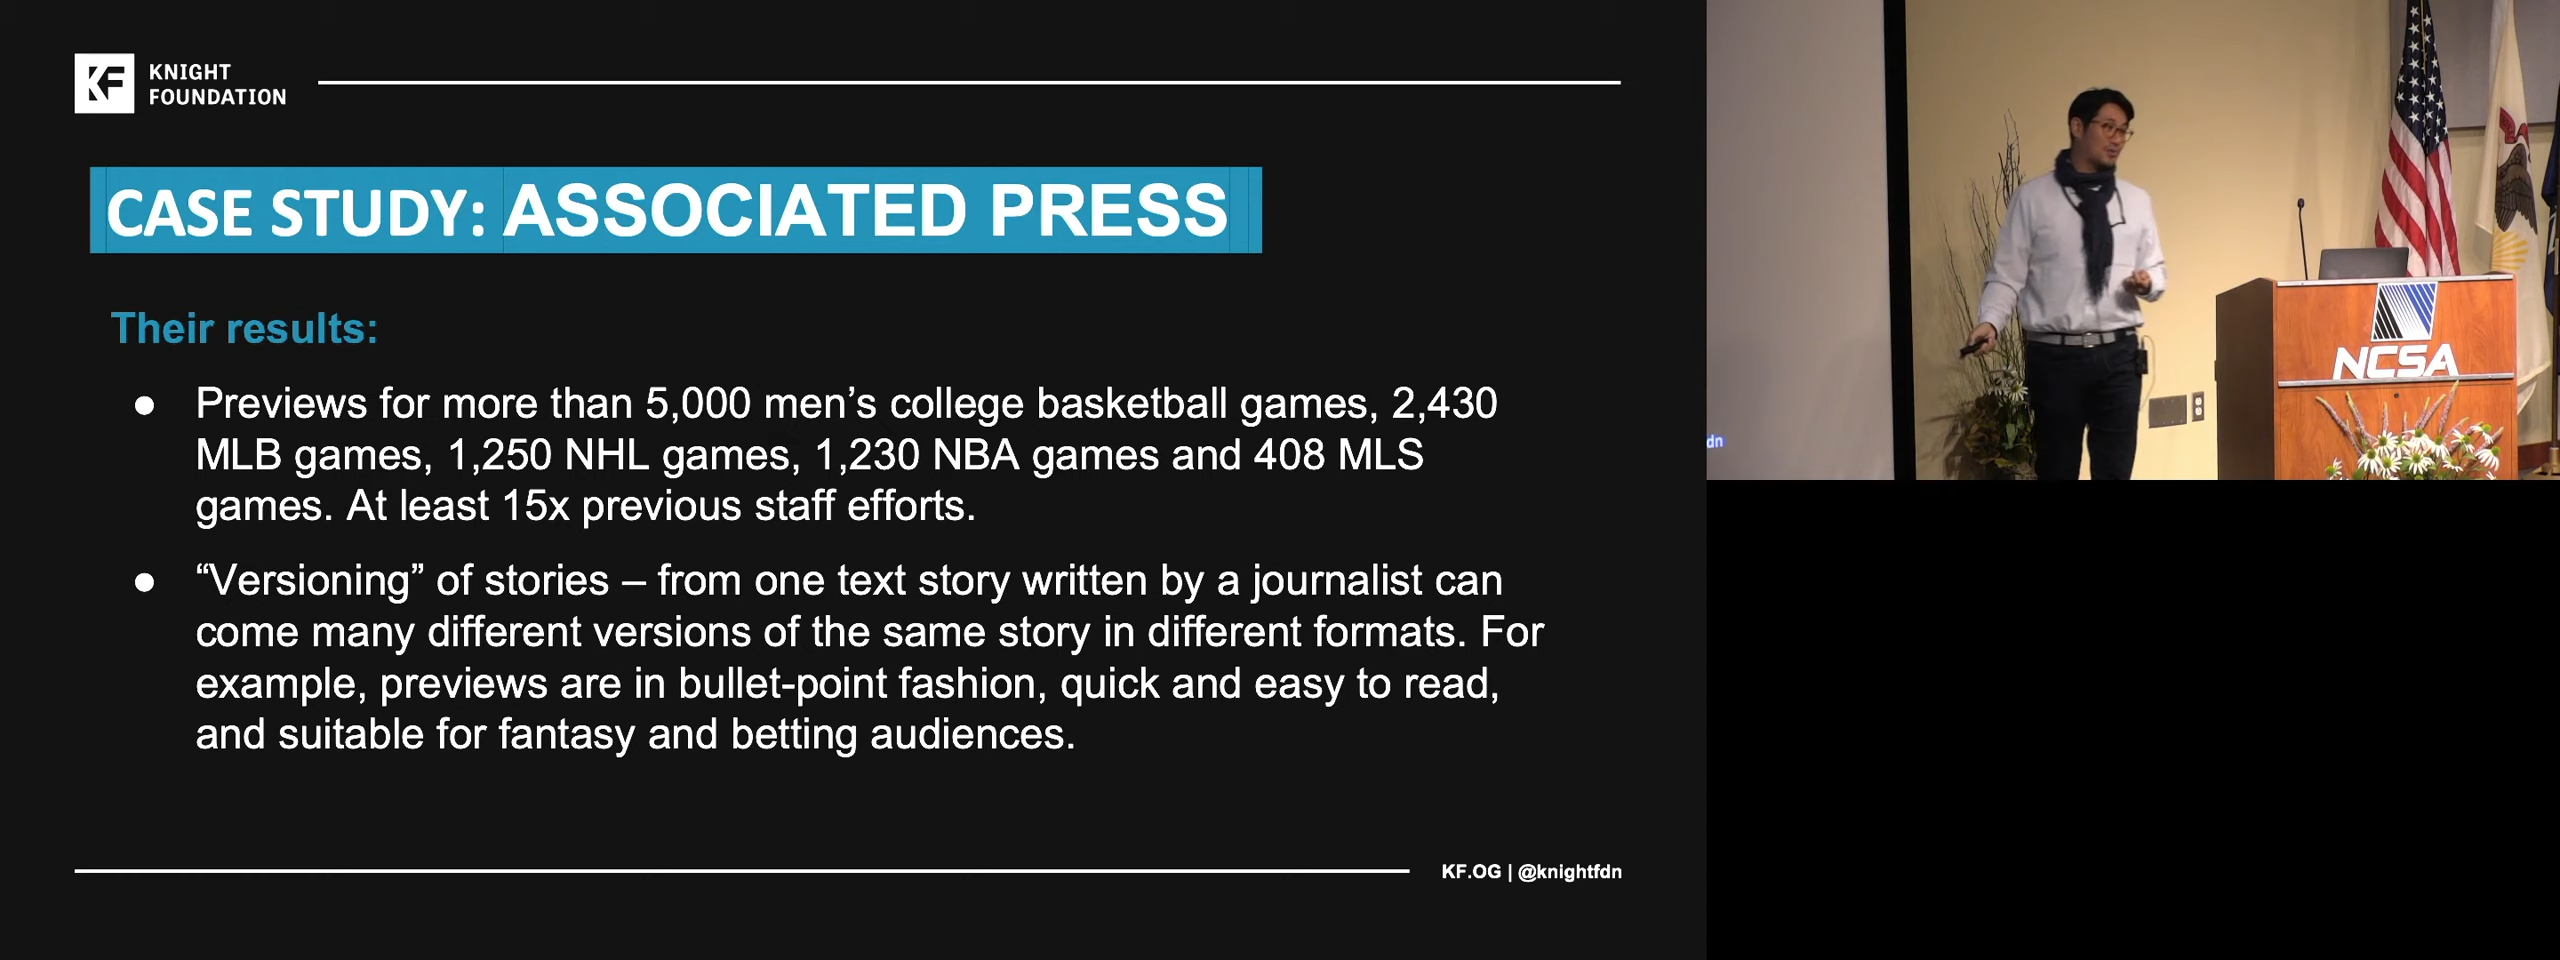 KF
KNIGHT
FOUNDATION
CASE STUDY: ASSOCIATED PRESS
Their results:
● Previews for more than 5,000 men’s college basketball games, 2,430
MLB games, 1,250 NHL games, 1,230 NBA games and 408 MLS
games. At least 15x previous staff efforts.
● “Versioning” of stories – from one text story written by a journalist can
come many different versions of the same story in different formats. For
example, previews are in bullet-point fashion, quick and easy to read,
and suitable for fantasy and betting audiences.
KF.OG | @knightfdn
dn
NCSA